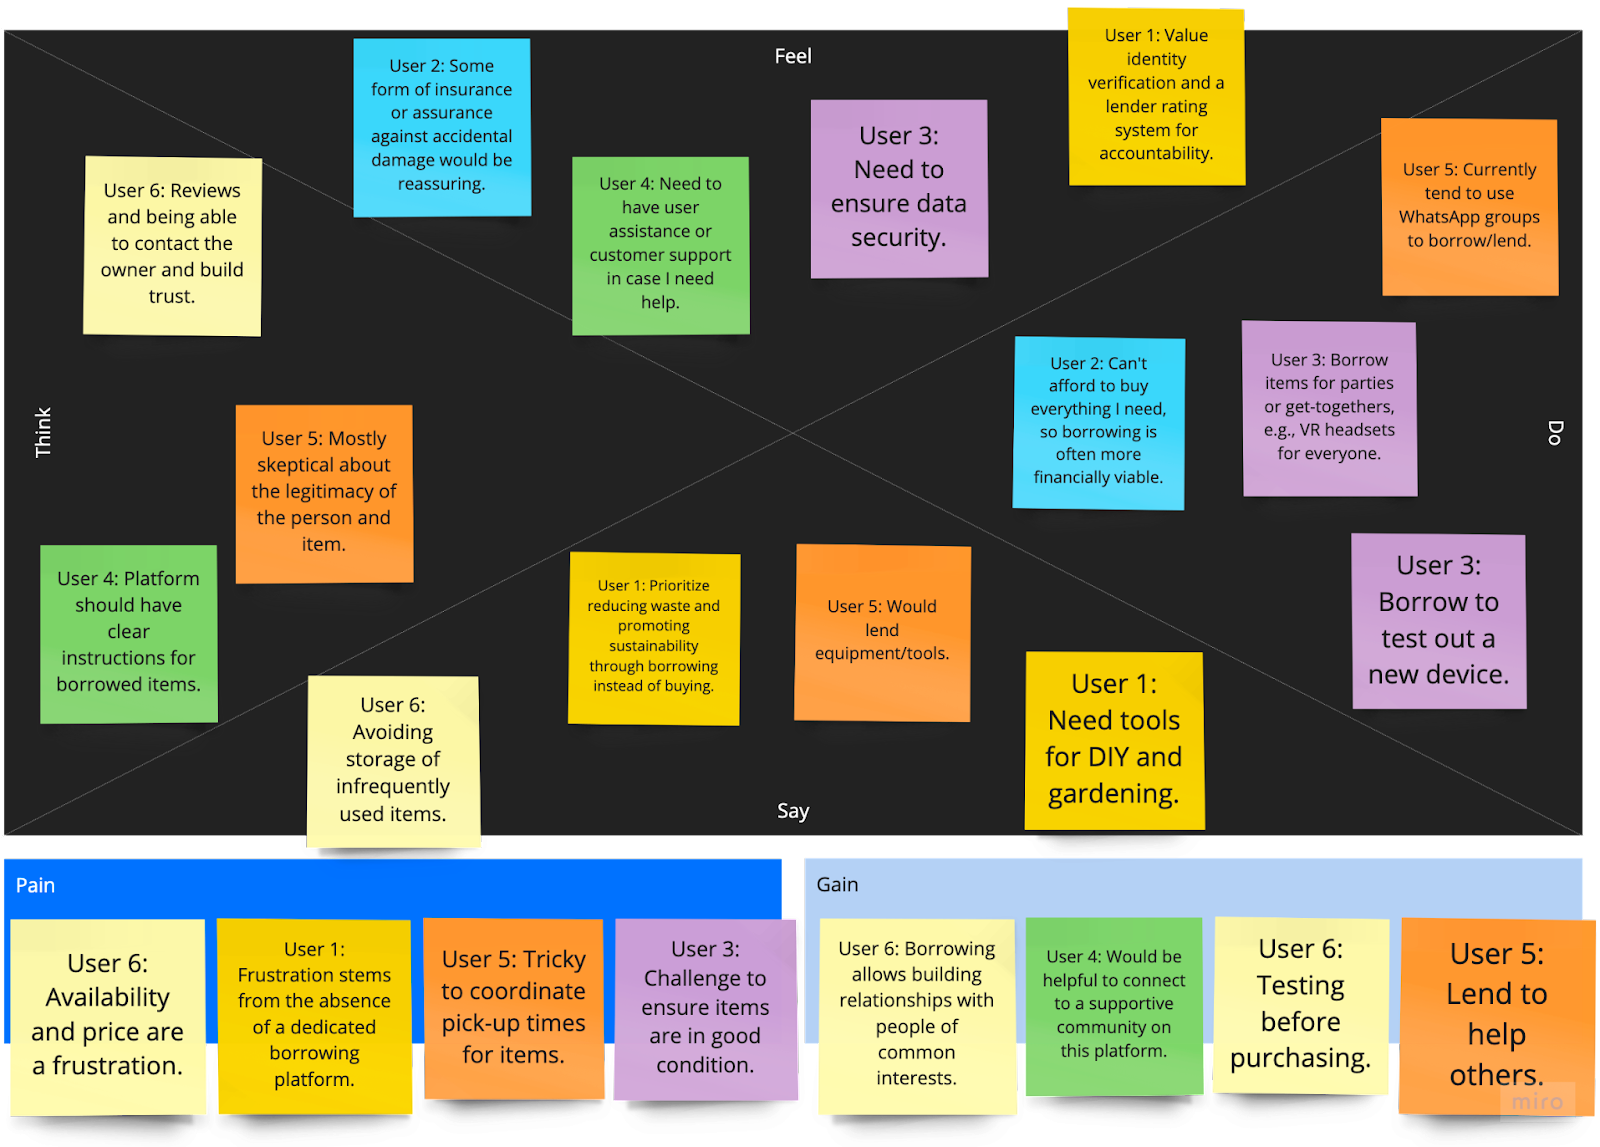 Feel
User 1: Value
identity
verification and a
lender rating
system for
accountability.
User 2: Some
form of insurance
or assurance
against accidental
damage would be
reassuring.
User 3:
Need to
ensure data
security.
User 5: Currently
tend to use
WhatsApp groups
to borrow/lend.
User 6: Reviews
and being able
to contact the
owner and build
trust.
User 4: Need to
have user
assistance or
customer support
in case I need
help.
User 2: Can't
afford to buy
everything I need,
so borrowing is
often more
financially viable.
User 3: Borrow
items for parties
or get-togethers,
e.g., VR headsets
for everyone.
Think
Do
User 5: Mostly
skeptical about
the legitimacy of
the person and
item.
User 4: Platform
should have
clear
instructions for
borrowed items.
User 1: Prioritize
reducing waste and
promoting
sustainability
through borrowing
instead of buying.
User 5: Would
lend
equipment/tools.
User 3:
Borrow to
test out a
new device.
User 6:
Avoiding
storage of
infrequently
used items.
User 1:
Need tools
for DIY and
gardening.
Say
Pain
User 6:
Availability
and price are
a frustration.
User 1:
Frustration stems
from the absence
of a dedicated
borrowing
platform.
User 5: Tricky
to coordinate
pick-up times
for items.
User 3:
Challenge to
ensure items
are in good
condition.
Gain
User 6: Borrowing
allows building
relationships with
people of
common
interests.
User 4: Would be
helpful to connect
to a supportive
community on
this platform.
User 6:
Testing
before
purchasing.
User 5:
Lend to
help
others.
miro